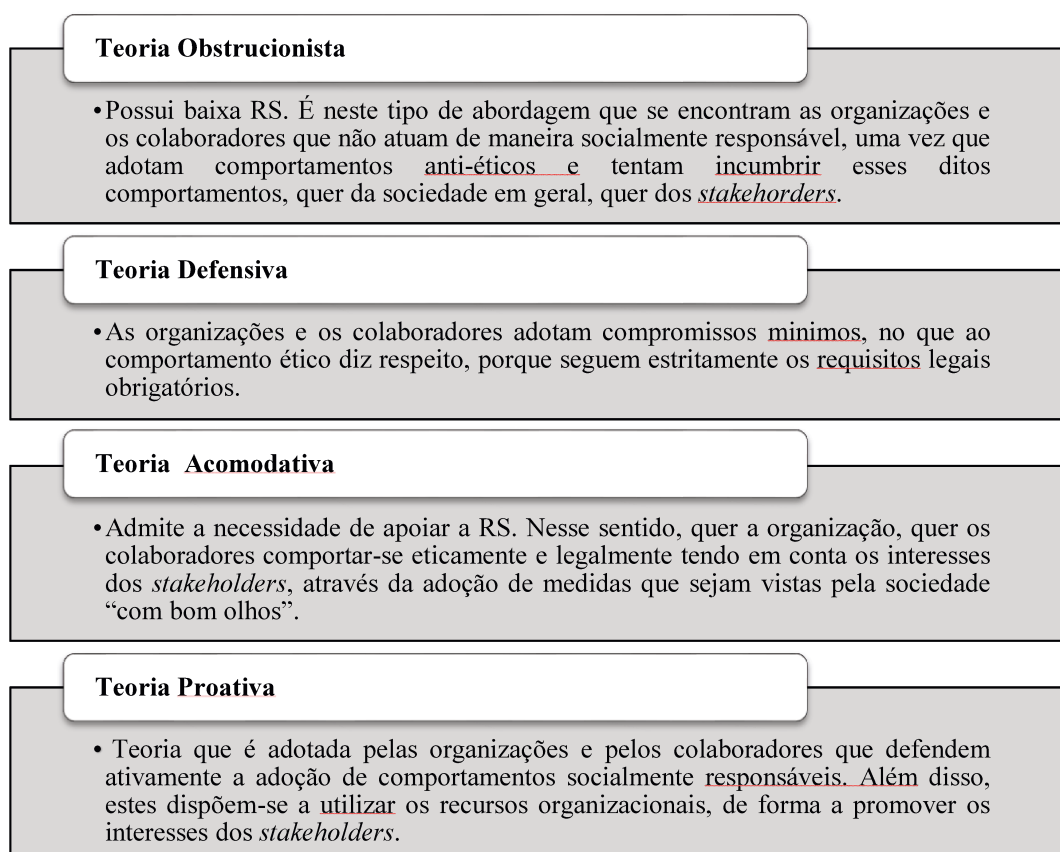 Teoria Obstrucionista
•Possui baixa RS. É neste tipo de abordagem que se encontram as organizações e
os colaboradores que não atuam de maneira socialmente responsável, uma vez que
adotam comportamentos anti-éticos e tentam incumbrir esses ditos
comportamentos, quer da sociedade em geral, quer dos stakehorders.
Teoria Defensiva
•As organizações e os colaboradores adotam compromissos minimos, no que ao
comportamento ético diz respeito, porque seguem estritamente os requisitos legais
obrigatórios.
Teoria Acomodativa
•Admite a necessidade de apoiar a RS. Nesse sentido, quer a organização, quer os
colaboradores comportar-se eticamente e legalmente tendo em conta os interesses
dos stakeholders, através da adoção de medidas que sejam vistas pela sociedade
“com bom olhos”.
Teoria Proativa
• Teoria que é adotada pelas organizações e pelos colaboradores que defendem
ativamente a adoção de comportamentos socialmente responsáveis. Além disso,
estes dispõem-se a utilizar os recursos organizacionais, de forma a promover os
interesses dos stakeholders.